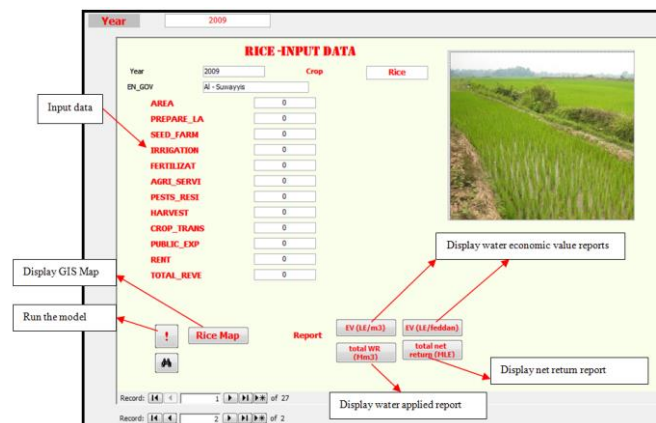 Year 2009
RICE -INPUT DATA
Year 2009 Crop Rice
EN_GOV Al - Suwayyis
AREA 0
PREPARE_LA 0
SEED_FARM 0
IRRIGATION 0
FERTILIZAT 0
AGRI_SERVI 0
PESTS_RESI 0
HARVEST 0
CROP_TRANS 0
PUBLIC_EXP 0
RENT 0
TOTAL_REVE 0
Input data
Display GIS Map
Run the model
Display water economic value reports
! Rice Map Report
EV (LE/m3) EV (LE/feddan)
total WR (Mm3)
total net return (MLE)
Display net return report
Display water applied report
Record: 1 of 27
Record: 2 of 2